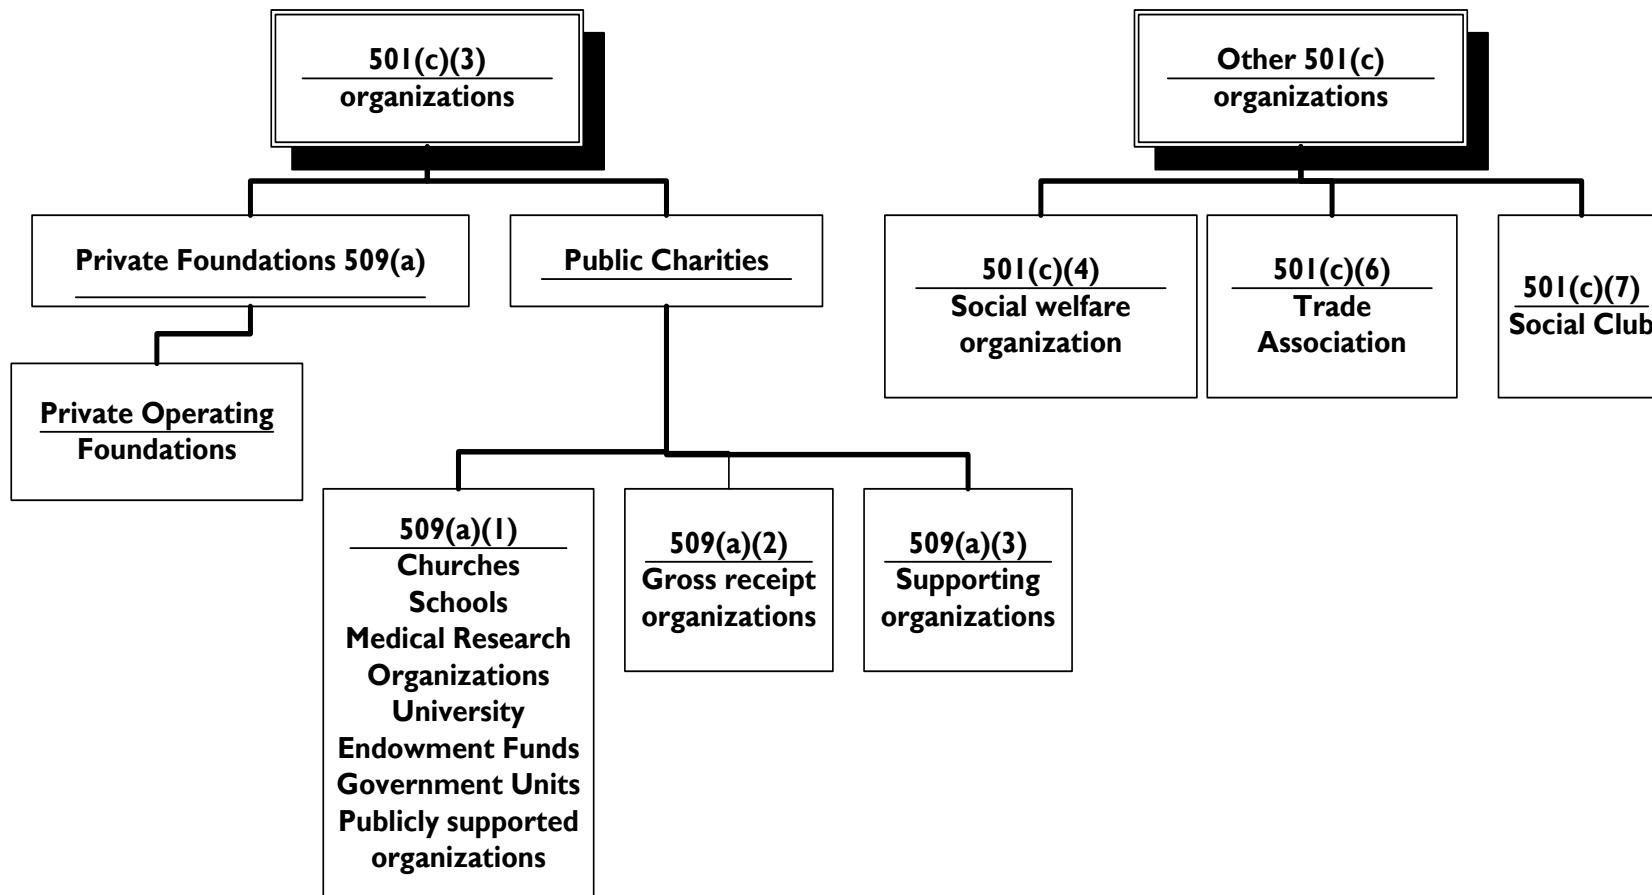 501(c)(3)
organizations
Other 501(c)
organizations
Private Foundations 509(a)
Public Charities
501(c)(4)
Social welfare
organization
501(c)(6)
Trade
Association
501(c)(7)
Social Club
Private Operating
Foundations
509(a)(1)
Churches
Schools
Medical Research
Organizations
University
Endowment Funds
Government Units
Publicly supported
organizations
509(a)(2)
Gross receipt
organizations
509(a)(3)
Supporting
organizations